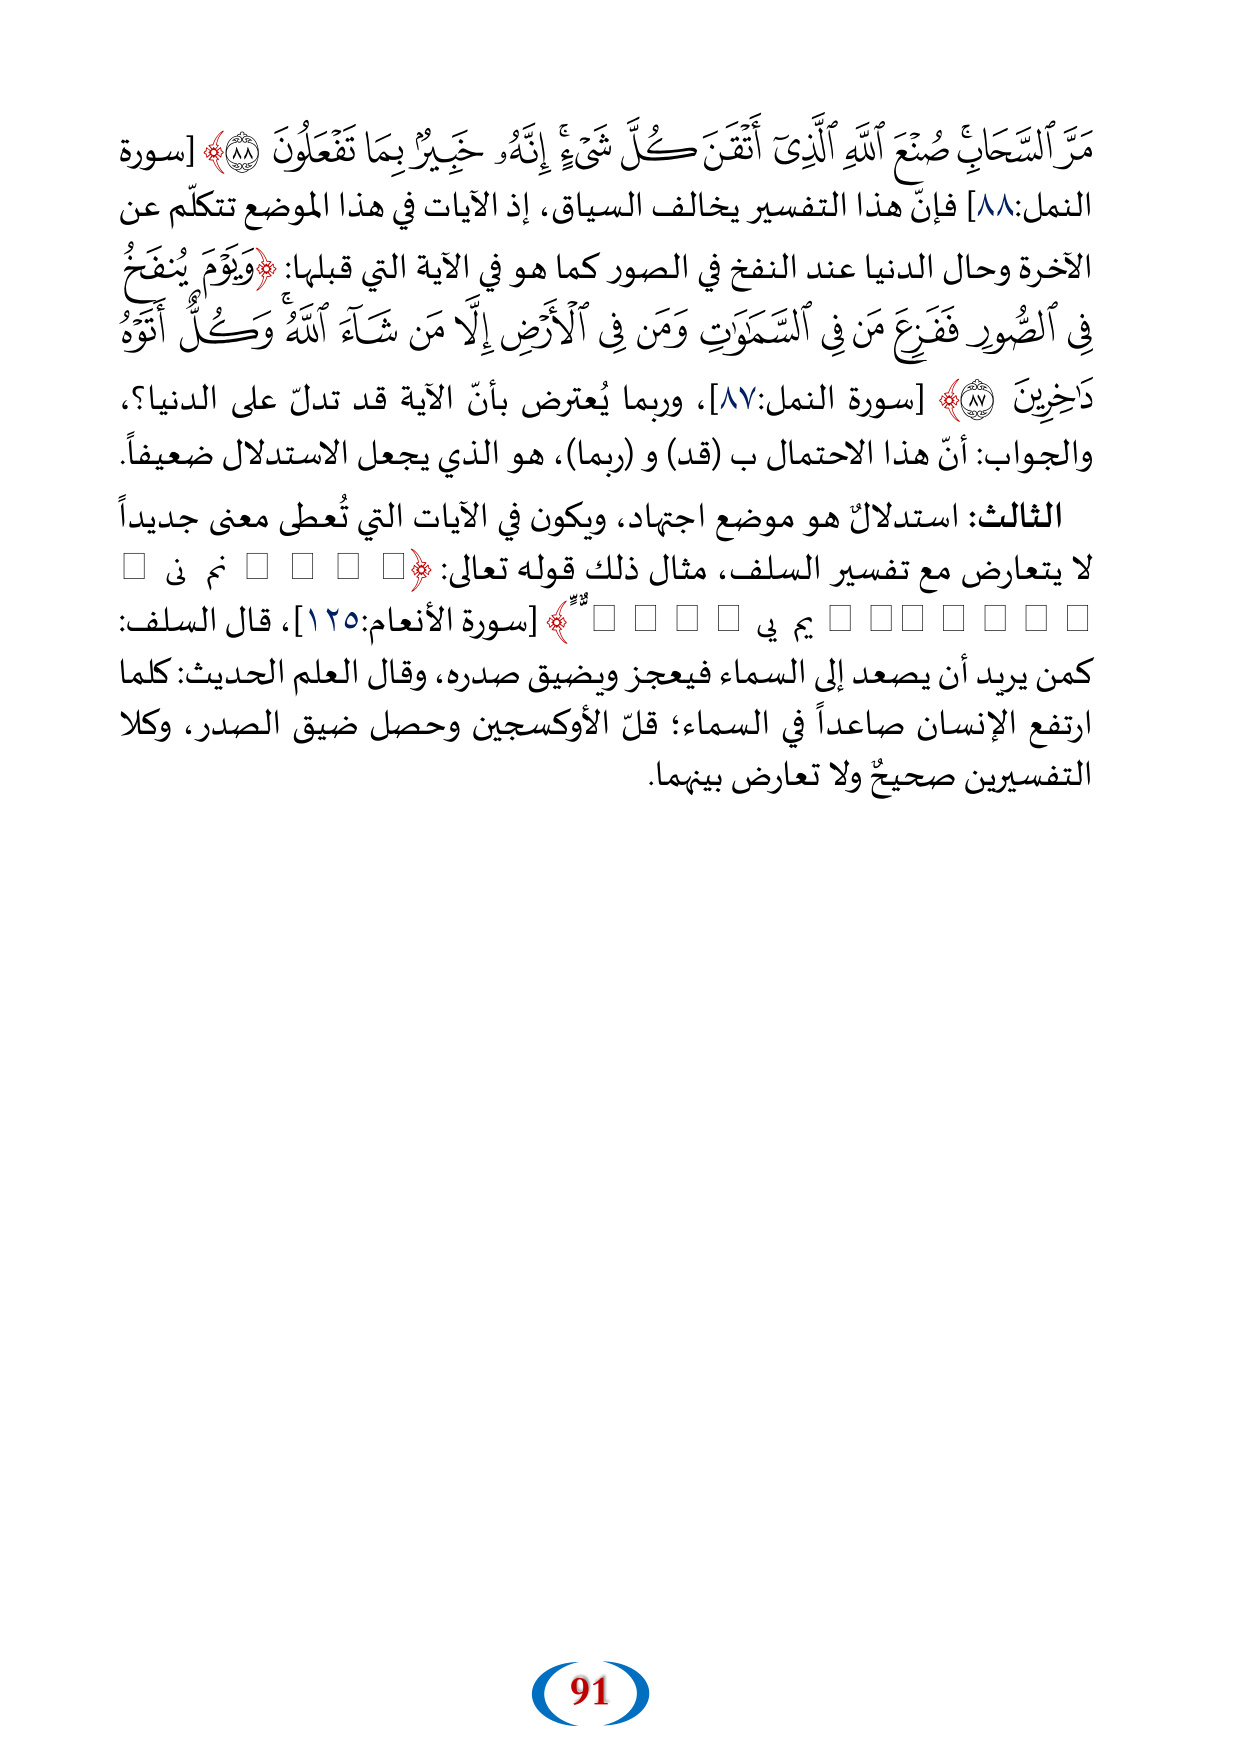 مَرَّ ٱلسَّحَابِۚ صُنْعَ ٱللَّهِ ٱلَّذِىٓ أَتْقَنَ كُلَّ شَىْءٍۚ إِنَّهُۥ خَبِيرٌۢ بِمَا تَفْعَلُونَ ٨٨﴾ [سورة
النمل:٨٨] فإنّ هذا التفسير يخالف السياق، إذ الآيات في هذا الموضع تتكلّم عن
الآخرة وحال الدنيا عند النفخ في الصور كما هو في الآية التي قبلها: ﴿وَيَوْمَ يُنفَخُ
فِى ٱلصُّورِ فَفَزِعَ مَن فِى ٱلسَّمَٰوَٰتِ وَمَن فِى ٱلْأَرْضِ إِلَّا مَن شَآءَ ٱللَّهُۚ وَكُلٌّ أَتَوْهُ
دَٰخِرِينَ ٨٧﴾ [سورة النمل:٨٧]، وربما يُعترض بأنّ الآية قد تدلّ على الدنيا؟،
والجواب: أنّ هذا الاحتمال ب (قد) و (ربما)، هو الذي يجعل الاستدلال ضعيفاً.
الثالث: استدلالٌ هو موضع اجتهاد، ويكون في الآيات التي تُعطى معنى جديداً
لا يتعارض مع تفسير السلف، مثال ذلك قوله تعالى: ﴿ نم نى
يم يي ﴾ [سورة الأنعام:١٢٥]، قال السلف:
كمن يريد أن يصعد إلى السماء فيعجز ويضيق صدره، وقال العلم الحديث: كلما
ارتفع الإنسان صاعداً في السماء؛ قلّ الأوكسجين وحصل ضيق الصدر، وكلا
التفسيرين صحيحٌ ولا تعارض بينهما.
91